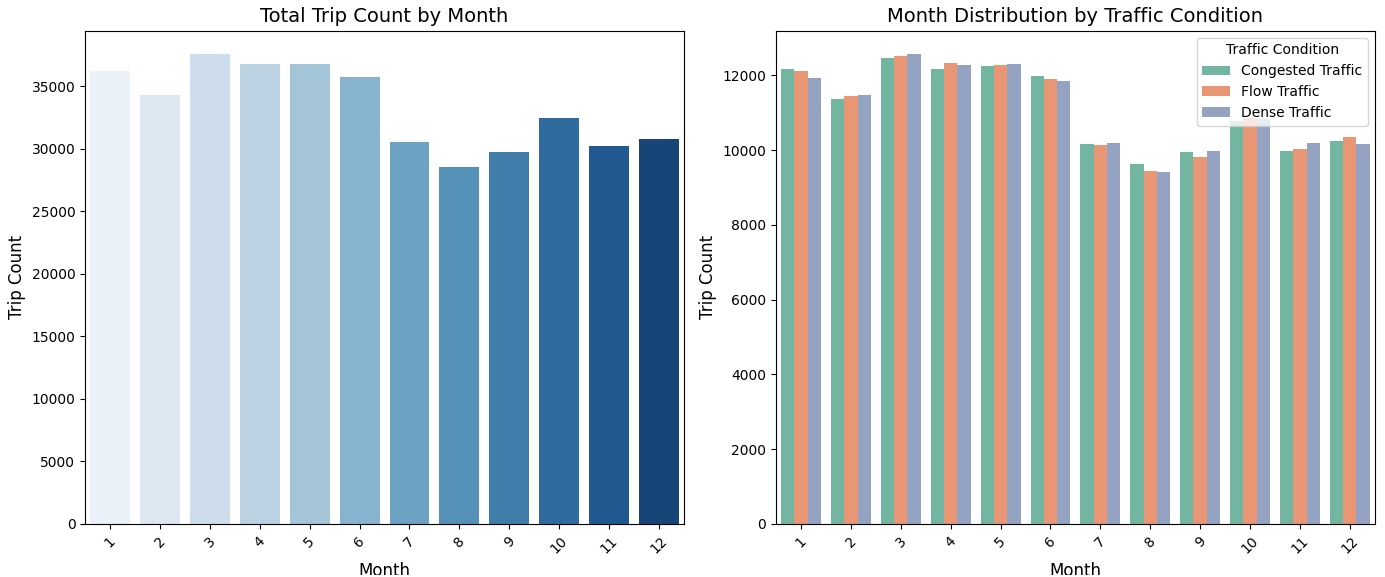 Total Trip Count by Month
Trip Count
35000
30000
25000
20000
15000
10000
5000
0
1 2 3 4 5 6 7 8 9 10 11 12
Month
Month Distribution by Traffic Condition
Traffic Condition
Congested Traffic
Flow Traffic
Dense Traffic
Trip Count
12000
10000
8000
6000
4000
2000
0
1 2 3 4 5 6 7 8 9 10 11 12
Month